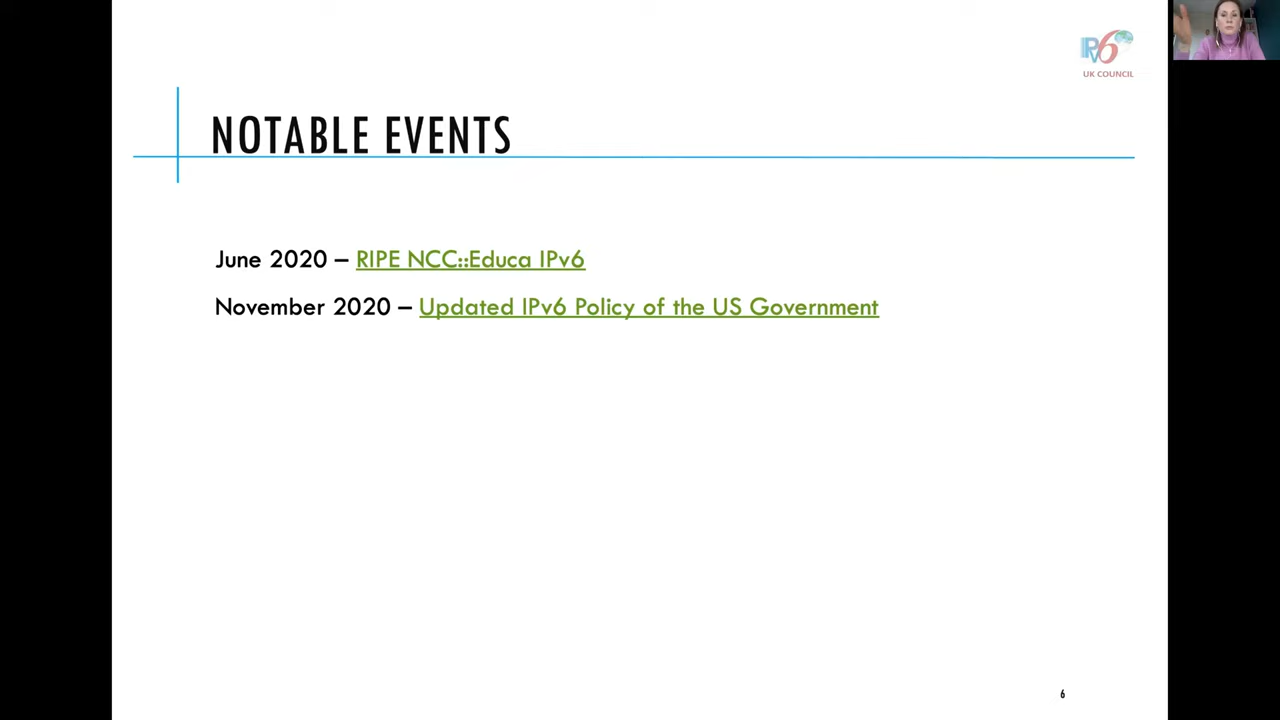 IPV6
UK COUNCIL
NOTABLE EVENTS
June 2020 – RIPE NCC::Educa IPv6
November 2020 – Updated IPv6 Policy of the US Government
6